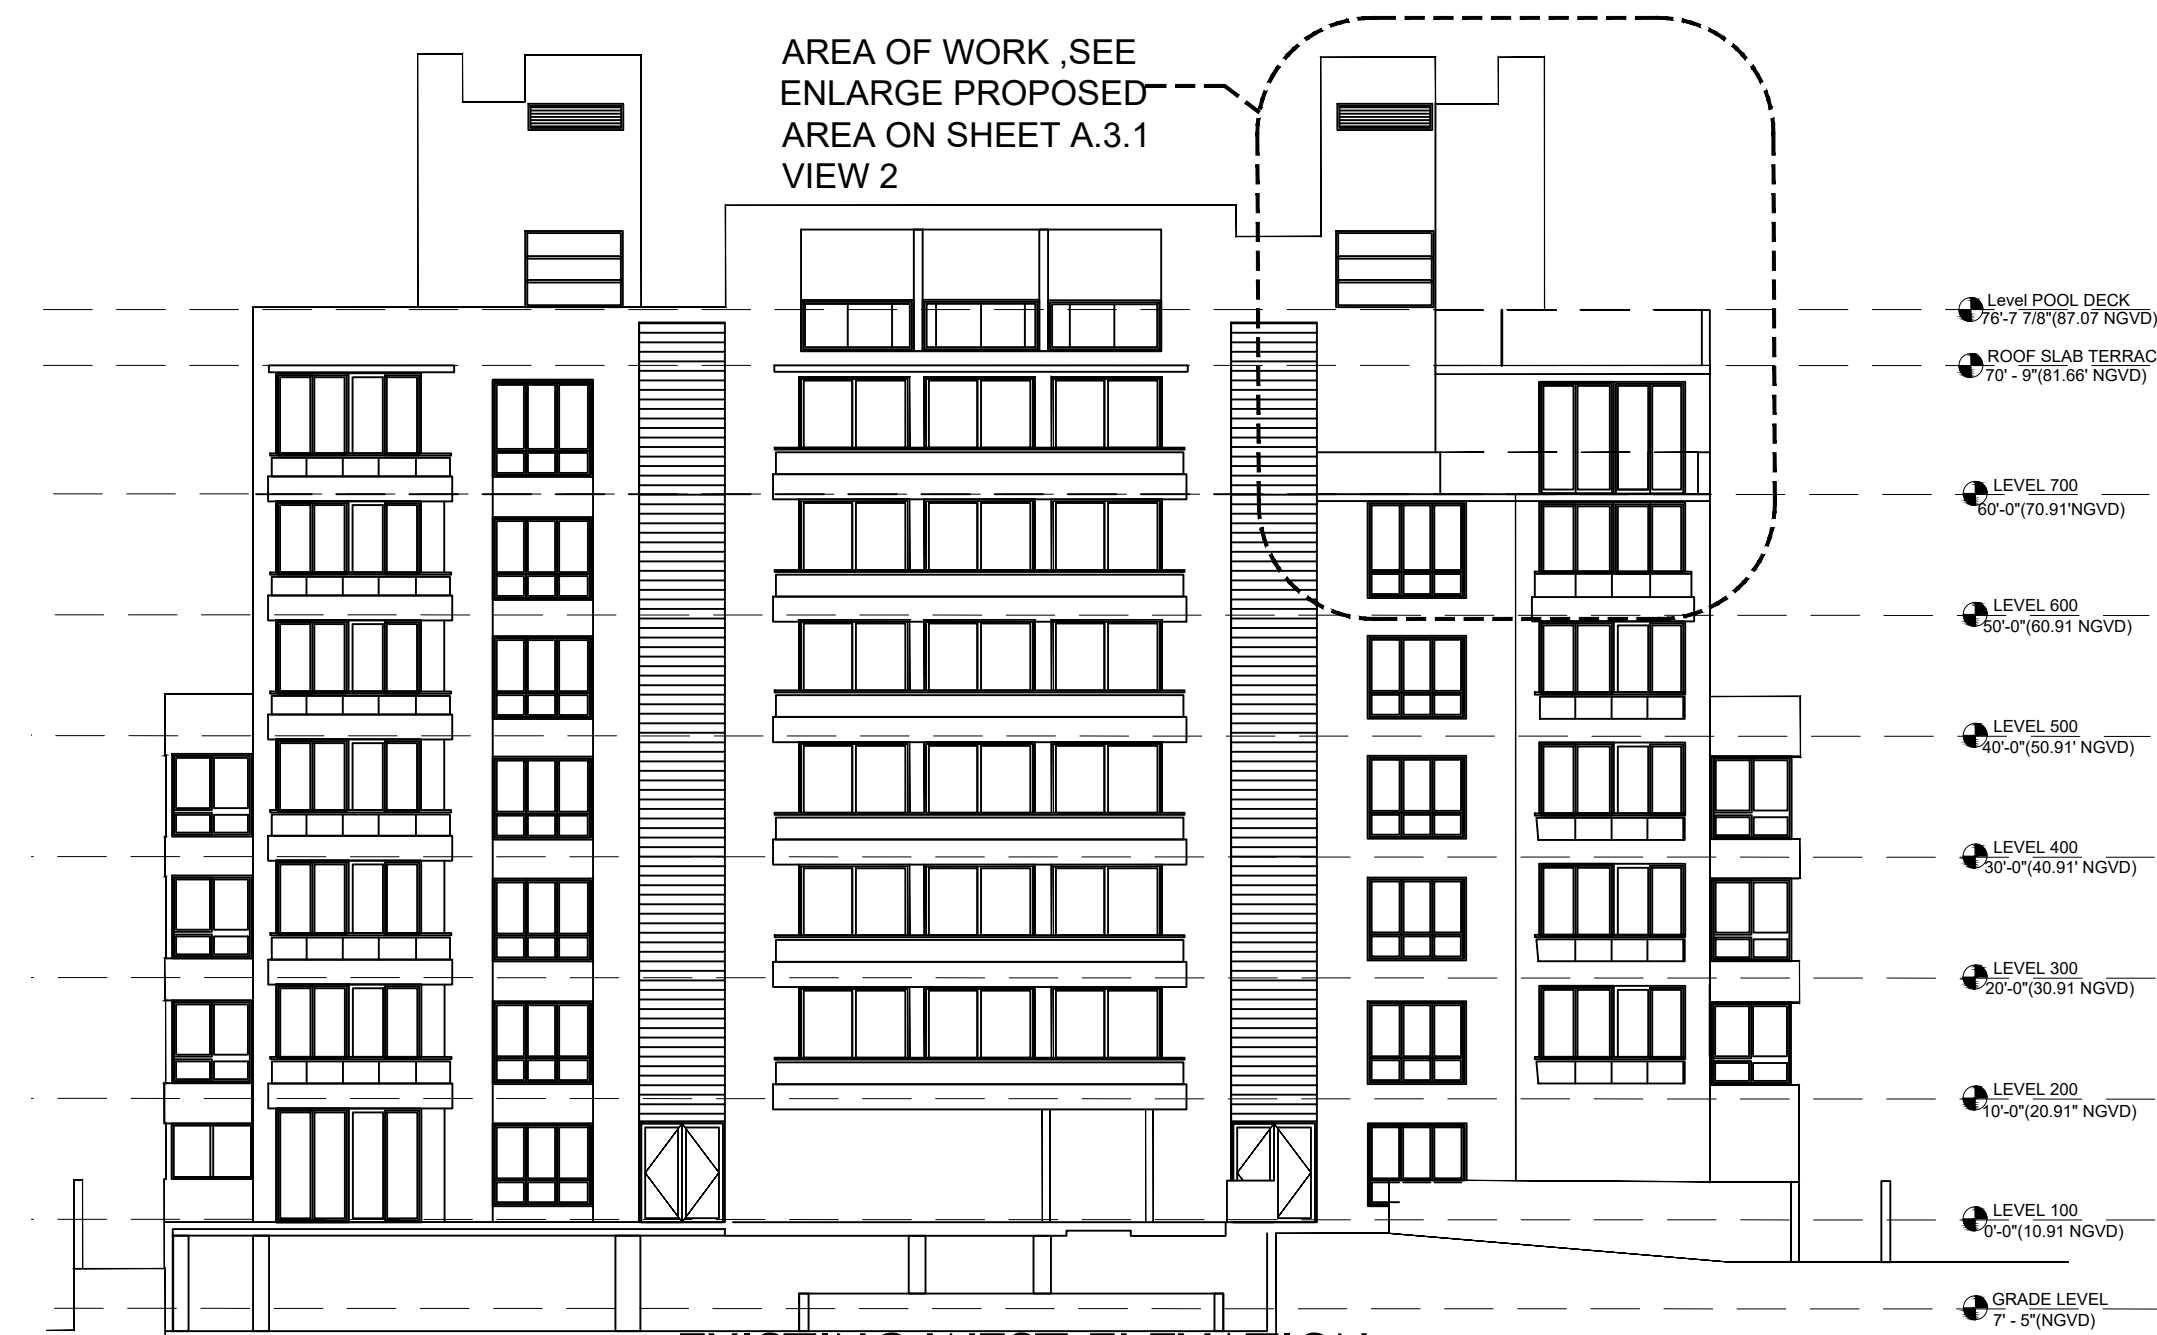 AREA OF WORK ,SEE
ENLARGE PROPOSED
AREA ON SHEET A.3.1
VIEW 2
Level POOL DECK
76'-7 7/8"(87.07 NGVD)
ROOF SLAB TERRAC
70' - 9"(81.66' NGVD)
LEVEL 700
60'-0"(70.91'NGVD)
LEVEL 600
50'-0"(60.91 NGVD)
LEVEL 500
40'-0"(50.91' NGVD)
LEVEL 400
30'-0"(40.91' NGVD)
LEVEL 300
20'-0"(30.91 NGVD)
LEVEL 200
10'-0"(20.91" NGVD)
LEVEL 100
0'-0"(10.91 NGVD)
GRADE LEVEL
7' - 5"(NGVD)
EXISTING WEST ELEVATION